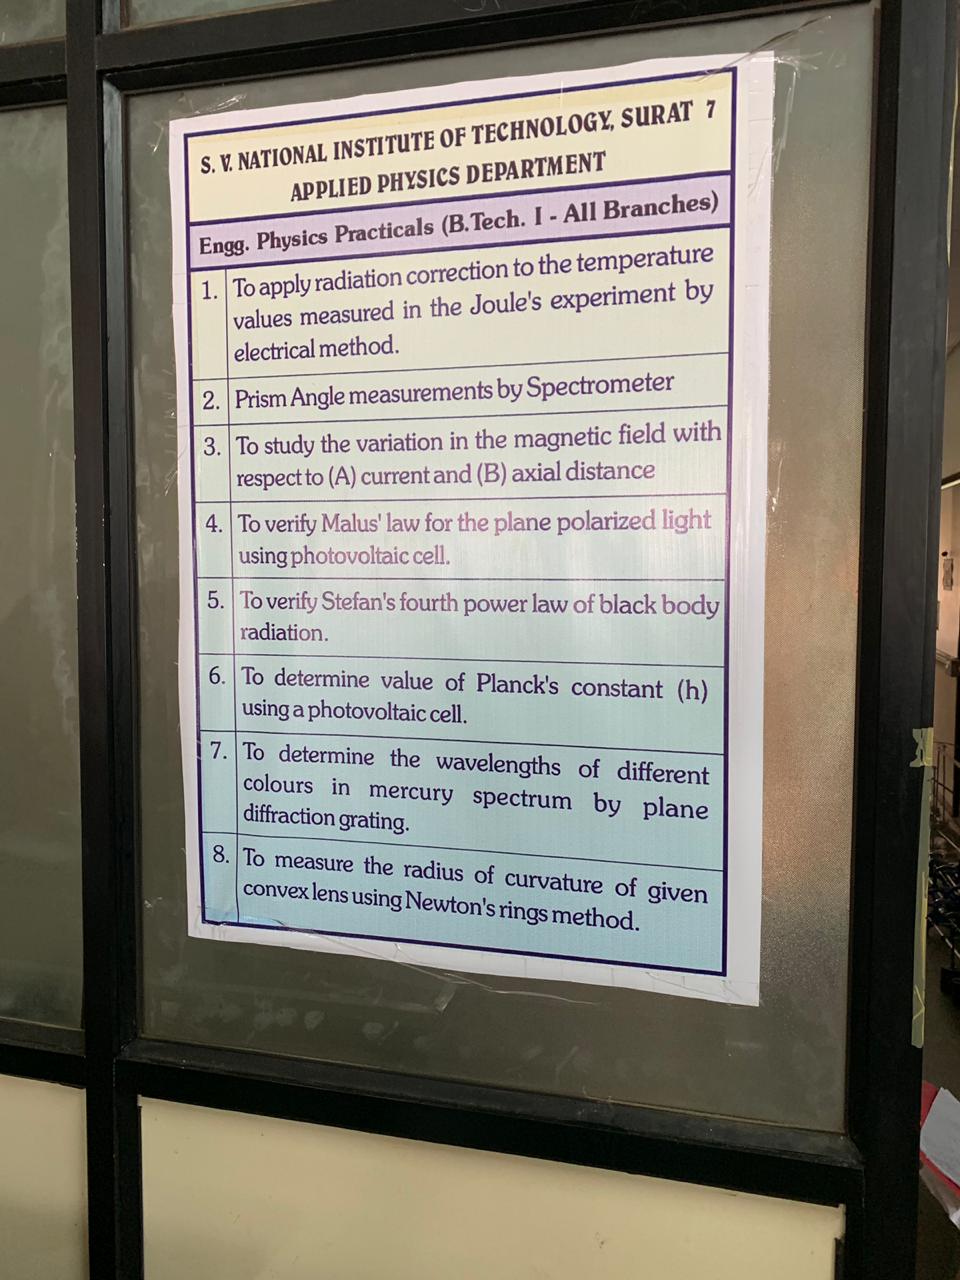 S. V. NATIONAL INSTITUTE OF TECHNOLOGY, SURAT 7
APPLIED PHYSICS DEPARTMENT
Engg. Physics Practicals (B.Tech. I - All Branches)
1. To apply radiation correction to the temperature
values measured in the Joule's experiment by
electrical method.
2. Prism Angle measurements by Spectrometer
3. To study the variation in the magnetic field with
respect to (A) current and (B) axial distance
4. To verify Malus' law for the plane polarized light
using photovoltaic cell.
5. To verify Stefan's fourth power law of black body
radiation.
6. To determine value of Planck's constant (h)
using a photovoltaic cell.
7. To determine the wavelengths of different
colours in mercury spectrum by plane
diffraction grating.
8. To measure the radius of curvature of given
convex lens using Newton's rings method.